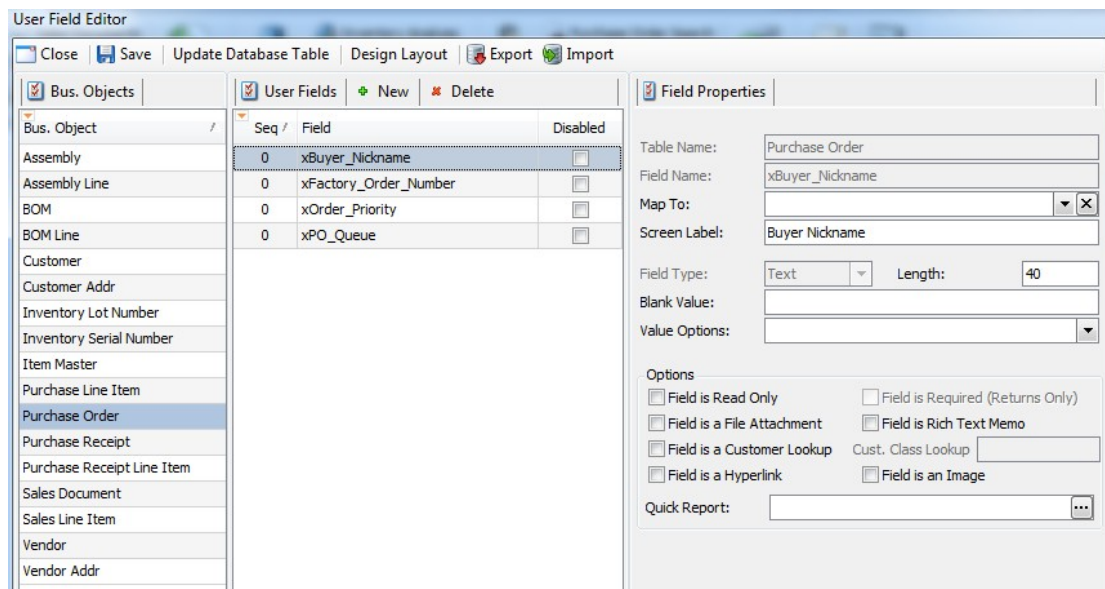 User Field Editor
Close Save Update Database Table Design Layout Export Import
Bus. Objects
Bus. Object
Assembly
Assembly Line
BOM
BOM Line
Customer
Customer Addr
Inventory Lot Number
Inventory Serial Number
Item Master
Purchase Line Item
Purchase Order
Purchase Receipt
Purchase Receipt Line Item
Sales Document
Sales Line Item
Vendor
Vendor Addr
User Fields New Delete
Seq Field Disabled
0 xBuyer_Nickname
0 xFactory_Order_Number
0 xOrder_Priority
0 xPO_Queue
Field Properties
Table Name: Purchase Order
Field Name: xBuyer_Nickname
Map To:
Screen Label: Buyer Nickname
Field Type: Text Length: 40
Blank Value:
Value Options:
Options
Field is Read Only Field is Required (Returns Only)
Field is a File Attachment Field is Rich Text Memo
Field is a Customer Lookup Cust. Class Lookup
Field is a Hyperlink Field is an Image
Quick Report: ...